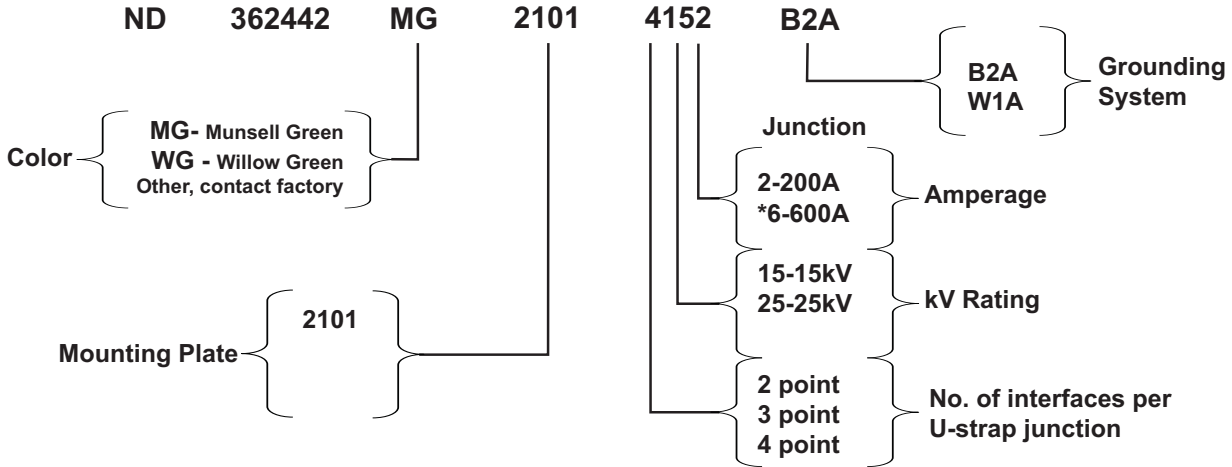 ND 362442 MG 2101 4152 B2A
B2A
W1A
Grounding
System
Color
MG- Munsell Green
WG - Willow Green
Other, contact factory
Junction
2-200A
*6-600A
Amperage
15-15kV
25-25kV
kV Rating
Mounting Plate
2101
2 point
3 point
4 point
No. of interfaces per
U-strap junction